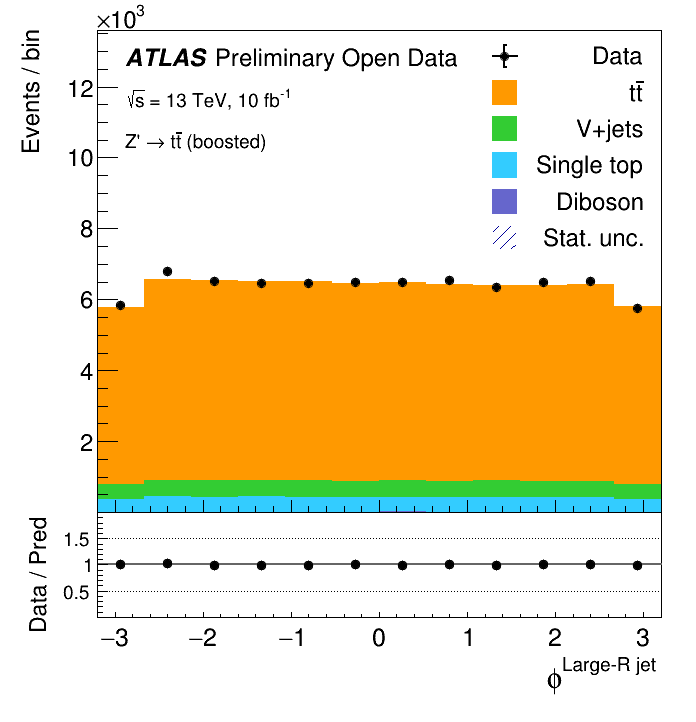 ×10³
Events / bin
ATLAS Preliminary Open Data
√s = 13 TeV, 10 fb⁻¹
Z' → tt̄ (boosted)
Data
tt̄
V+jets
Single top
Diboson
Stat. unc.
12
10
8
6
4
2
Data / Pred
1.5
1
0.5
−3 −2 −1 0 1 2 3
ϕ^Large-R jet